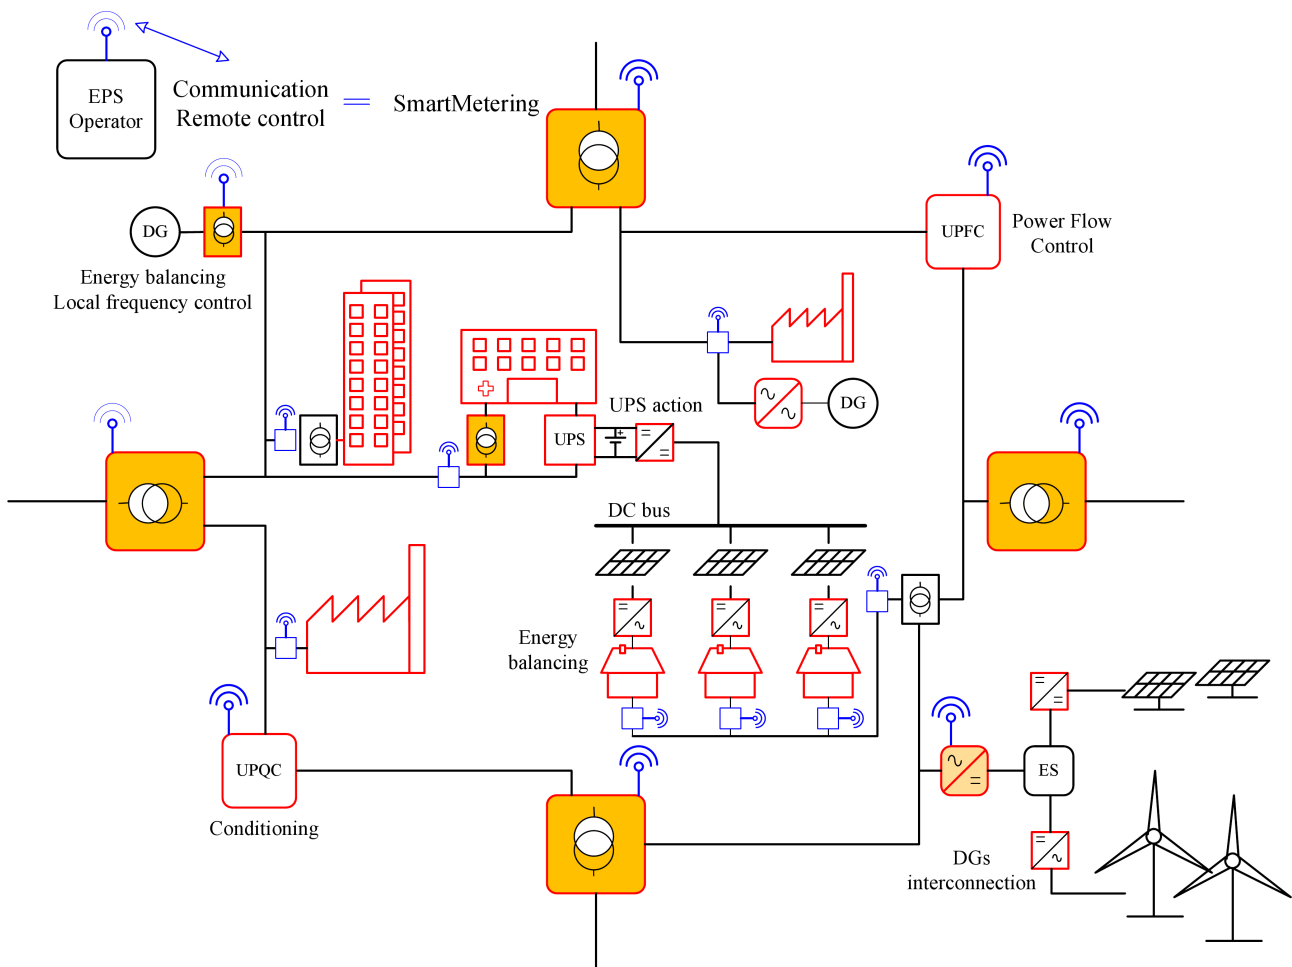 EPS
Operator
Communication
Remote control
SmartMetering
DG
Energy balancing
Local frequency control
UPFC
Power Flow
Control
UPS action
UPS
DG
DC bus
Energy
balancing
UPQC
Conditioning
ES
DGs
interconnection